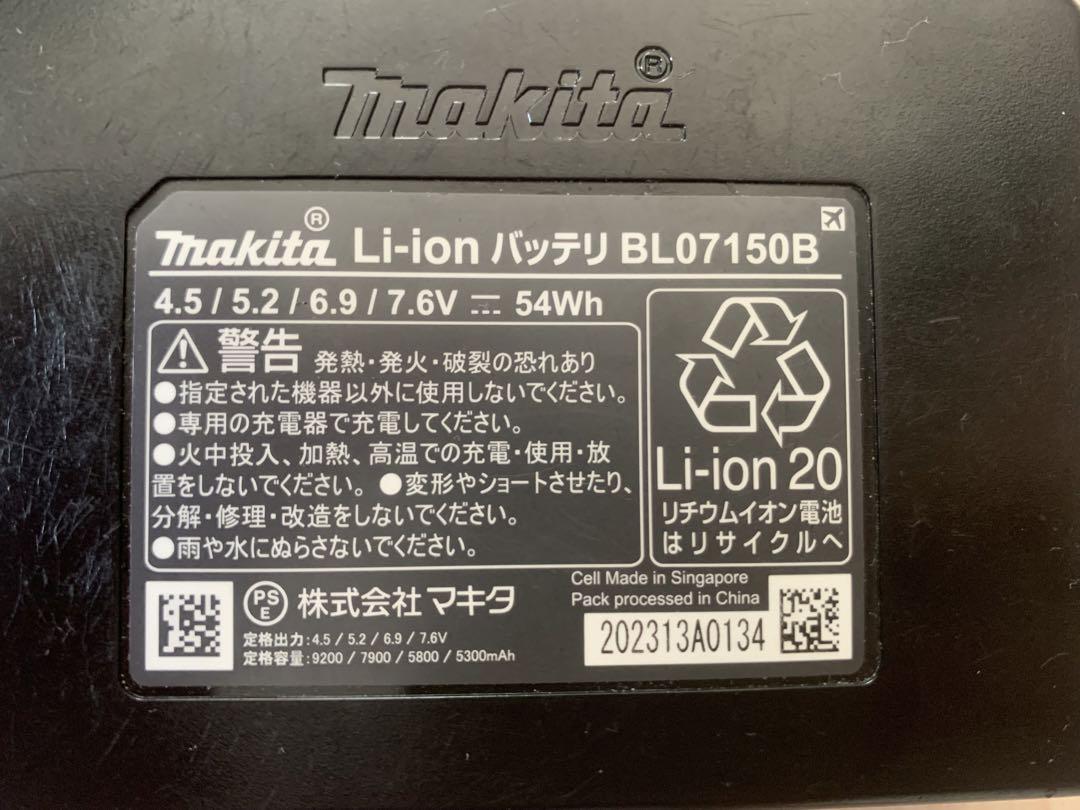 makita®
makita® Li-ion バッテリ BL07150B
4.5 / 5.2 / 6.9 / 7.6V ⎓ 54Wh
警告 発熱・発火・破裂の恐れあり
●指定された機器以外に使用しないでください。
●専用の充電器で充電してください。
●火中投入、加熱、高温での充電・使用・放
置をしないでください。 ●変形やショートさせたり、
分解・修理・改造をしないでください。
●雨や水にぬらさないでください。
Li-ion 20
リチウムイオン電池
はリサイクルへ
PS
E
株式会社マキタ
定格出力:4.5 / 5.2 / 6.9 / 7.6V
定格容量:9200 / 7900 / 5800 / 5300mAh
Cell Made in Singapore
Pack processed in China
202313A0134